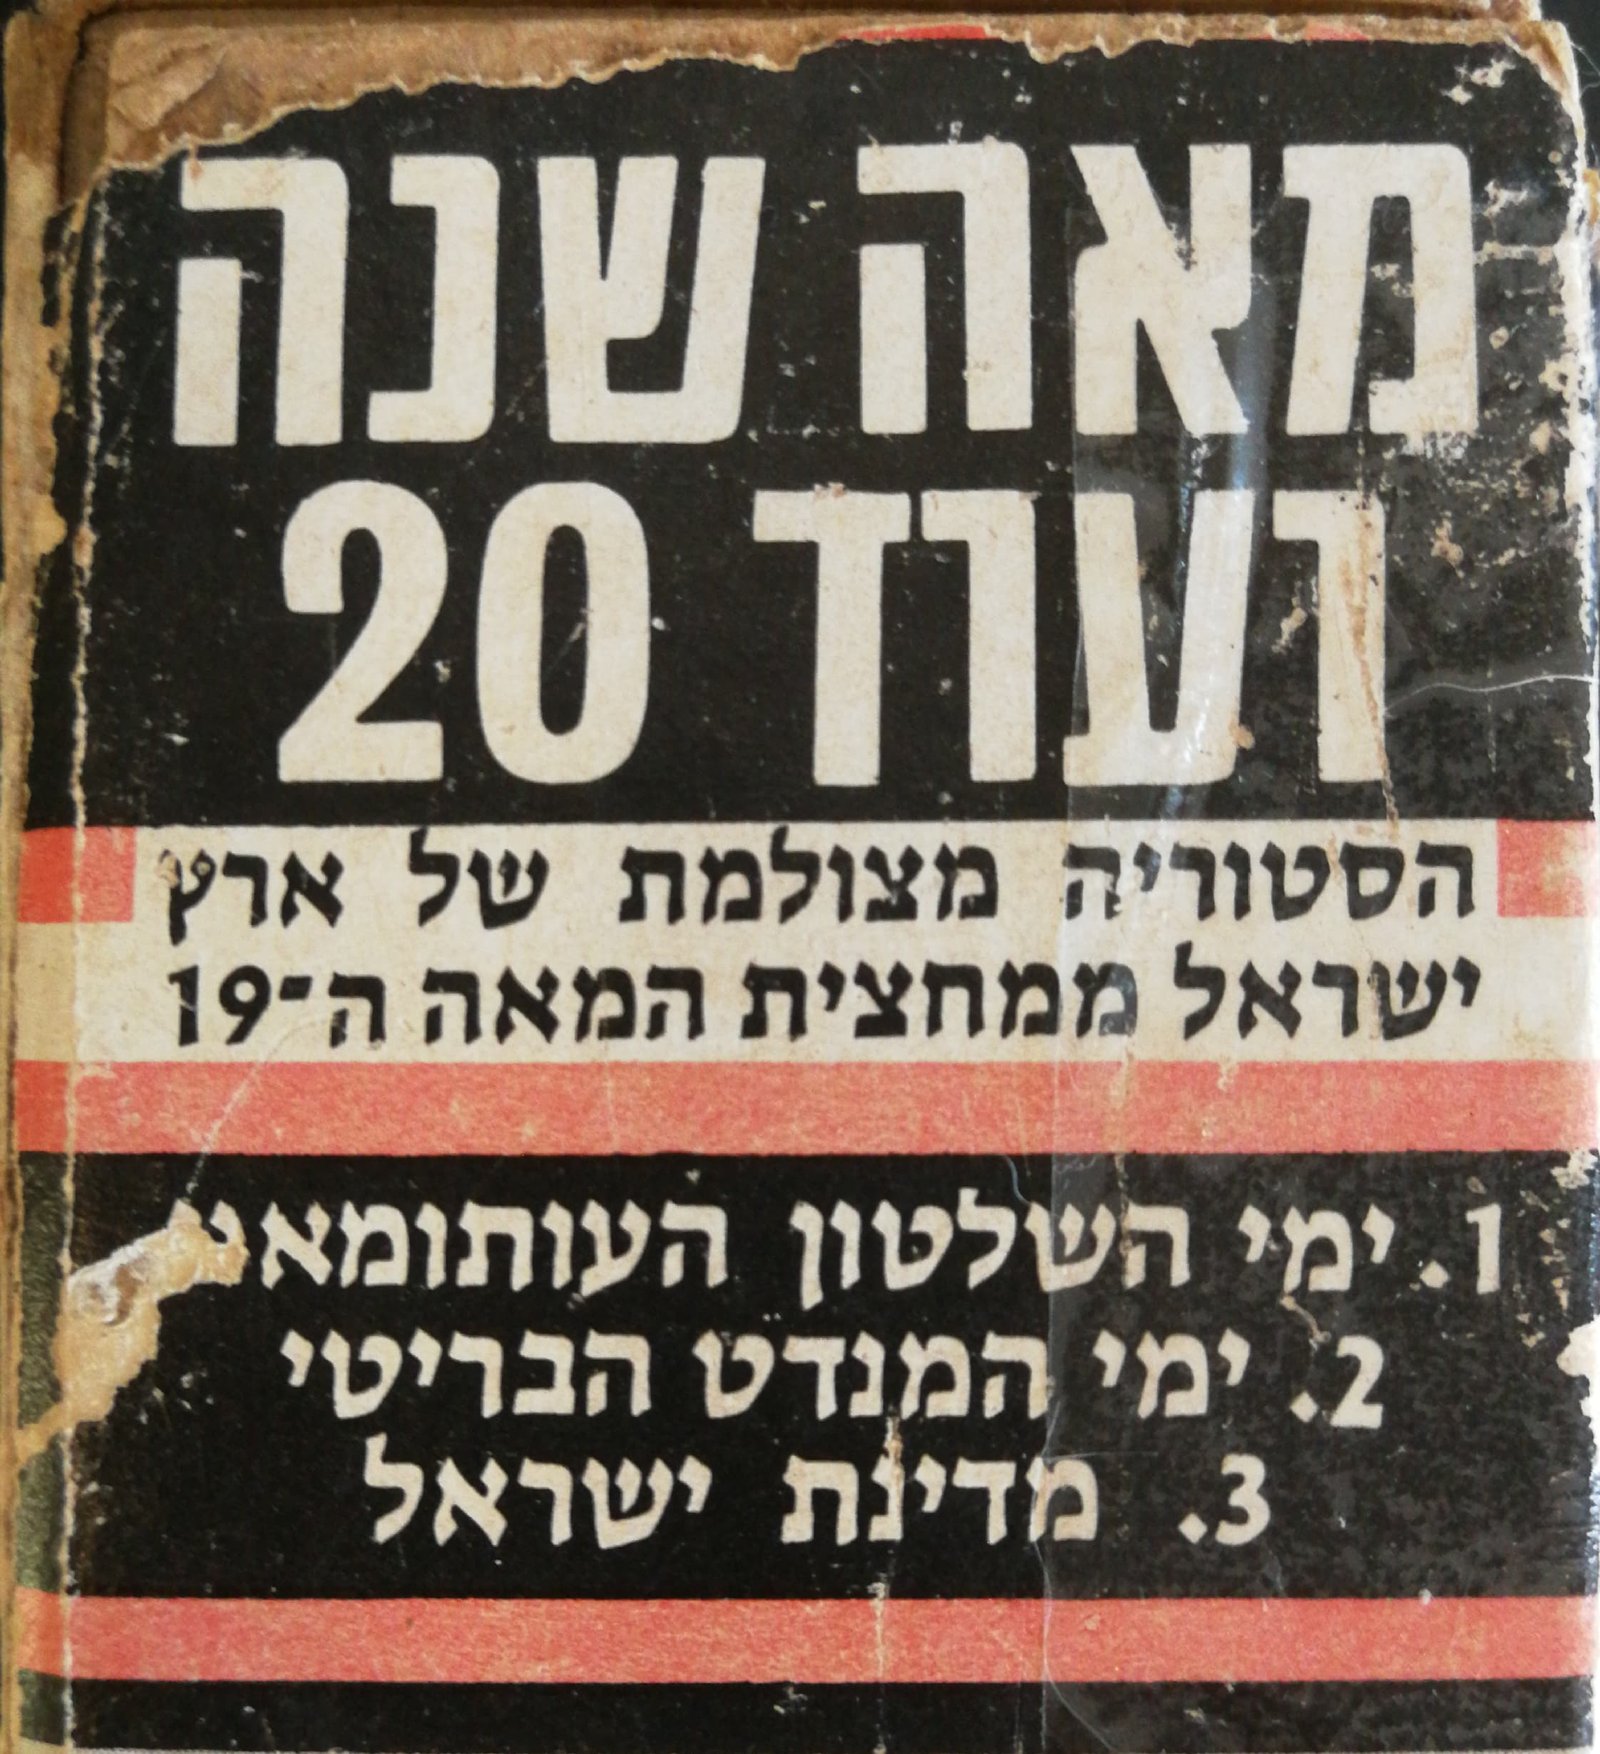 מאה שנה
ועוד 20
הסטוריה מצולמת של ארץ
ישראל ממחצית המאה ה-19
1. ימי השלטון העותומאני
2. ימי המנדט הבריטי
3. מדינת ישראל